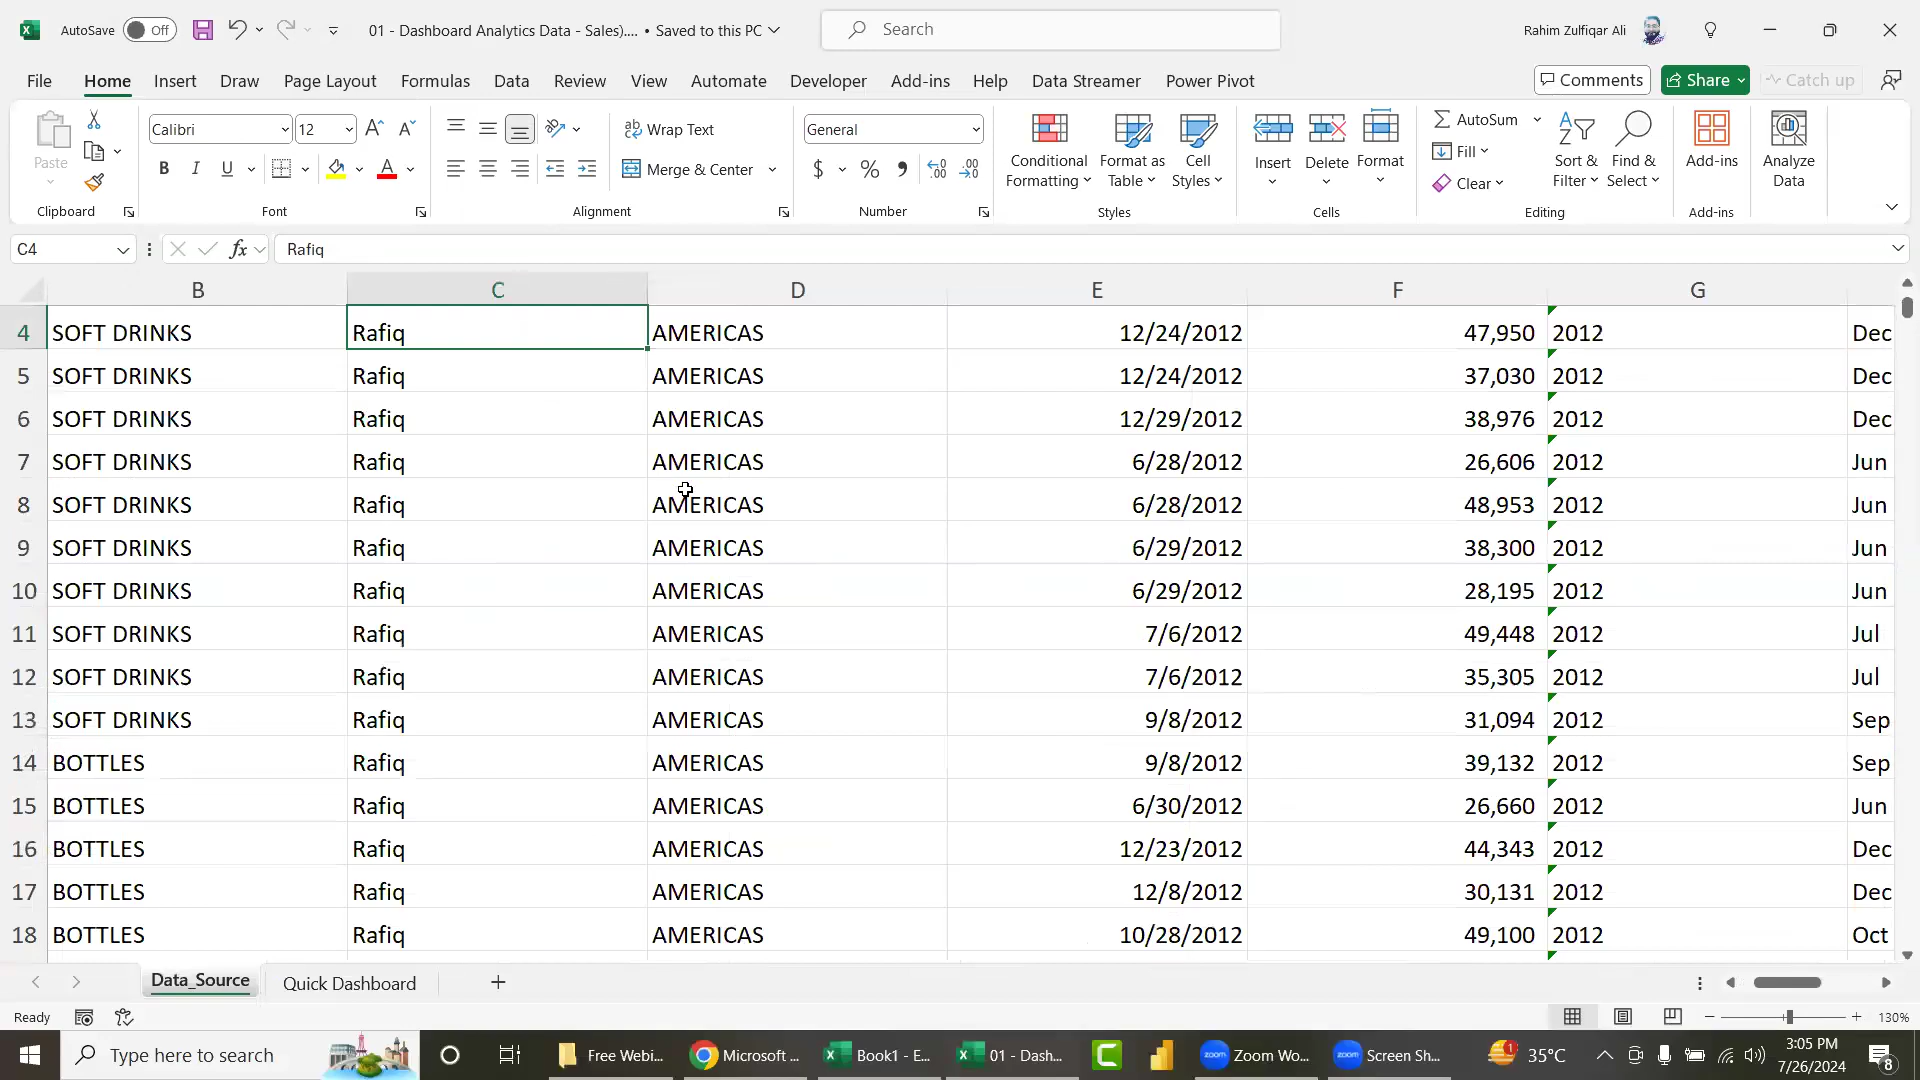 AutoSave Off 01 - Dashboard Analytics Data - Sales).... • Saved to this PC Search Rahim Zulfiqar Ali
File Home Insert Draw Page Layout Formulas Data Review View Automate Developer Add-ins Help Data Streamer Power Pivot Comments Share Catch up
Paste Calibri 12 Wrap Text General AutoSum
B I U Merge & Center $ % Conditional Formatting Format as Table Cell Styles Insert Delete Format Fill Clear Sort & Filter Find & Select Add-ins Analyze Data
Clipboard Font Alignment Number Styles Cells Editing Add-ins
C4 fx Rafiq
B C D E F G
4 SOFT DRINKS Rafiq AMERICAS 12/24/2012 47,950 2012 Dec
5 SOFT DRINKS Rafiq AMERICAS 12/24/2012 37,030 2012 Dec
6 SOFT DRINKS Rafiq AMERICAS 12/29/2012 38,976 2012 Dec
7 SOFT DRINKS Rafiq AMERICAS 6/28/2012 26,606 2012 Jun
8 SOFT DRINKS Rafiq AMERICAS 6/28/2012 48,953 2012 Jun
9 SOFT DRINKS Rafiq AMERICAS 6/29/2012 38,300 2012 Jun
10 SOFT DRINKS Rafiq AMERICAS 6/29/2012 28,195 2012 Jun
11 SOFT DRINKS Rafiq AMERICAS 7/6/2012 49,448 2012 Jul
12 SOFT DRINKS Rafiq AMERICAS 7/6/2012 35,305 2012 Jul
13 SOFT DRINKS Rafiq AMERICAS 9/8/2012 31,094 2012 Sep
14 BOTTLES Rafiq AMERICAS 9/8/2012 39,132 2012 Sep
15 BOTTLES Rafiq AMERICAS 6/30/2012 26,660 2012 Jun
16 BOTTLES Rafiq AMERICAS 12/23/2012 44,343 2012 Dec
17 BOTTLES Rafiq AMERICAS 12/8/2012 30,131 2012 Dec
18 BOTTLES Rafiq AMERICAS 10/28/2012 49,100 2012 Oct
Data_Source Quick Dashboard
Ready 130%
Type here to search Free Webi... Microsoft ... Book1 - E... 01 - Dash... zoom Zoom Wo... zoom Screen Sh... 1 35°C 3:05 PM
7/26/2024 8